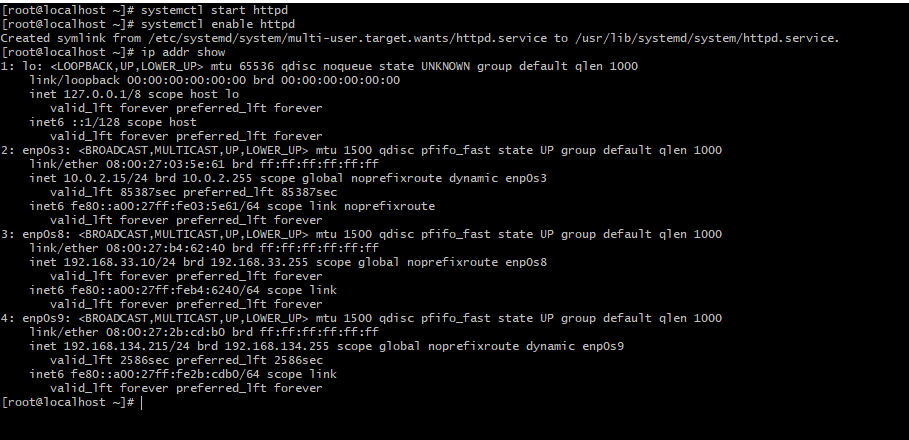 [root@localhost ~]# systemctl start httpd
[root@localhost ~]# systemctl enable httpd
Created symlink from /etc/systemd/system/multi-user.target.wants/httpd.service to /usr/lib/systemd/system/httpd.service.
[root@localhost ~]# ip addr show
1: lo: <LOOPBACK,UP,LOWER_UP> mtu 65536 qdisc noqueue state UNKNOWN group default qlen 1000
    link/loopback 00:00:00:00:00:00 brd 00:00:00:00:00:00
    inet 127.0.0.1/8 scope host lo
       valid_lft forever preferred_lft forever
    inet6 ::1/128 scope host
       valid_lft forever preferred_lft forever
2: enp0s3: <BROADCAST,MULTICAST,UP,LOWER_UP> mtu 1500 qdisc pfifo_fast state UP group default qlen 1000
    link/ether 08:00:27:03:5e:61 brd ff:ff:ff:ff:ff:ff
    inet 10.0.2.15/24 brd 10.0.2.255 scope global noprefixroute dynamic enp0s3
       valid_lft 85387sec preferred_lft 85387sec
    inet6 fe80::a00:27ff:fe03:5e61/64 scope link noprefixroute
       valid_lft forever preferred_lft forever
3: enp0s8: <BROADCAST,MULTICAST,UP,LOWER_UP> mtu 1500 qdisc pfifo_fast state UP group default qlen 1000
    link/ether 08:00:27:b4:62:40 brd ff:ff:ff:ff:ff:ff
    inet 192.168.33.10/24 brd 192.168.33.255 scope global noprefixroute enp0s8
       valid_lft forever preferred_lft forever
    inet6 fe80::a00:27ff:feb4:6240/64 scope link
       valid_lft forever preferred_lft forever
4: enp0s9: <BROADCAST,MULTICAST,UP,LOWER_UP> mtu 1500 qdisc pfifo_fast state UP group default qlen 1000
    link/ether 08:00:27:2b:cd:b0 brd ff:ff:ff:ff:ff:ff
    inet 192.168.134.215/24 brd 192.168.134.255 scope global noprefixroute dynamic enp0s9
       valid_lft 2586sec preferred_lft 2586sec
    inet6 fe80::a00:27ff:fe2b:cdb0/64 scope link
       valid_lft forever preferred_lft forever
[root@localhost ~]#